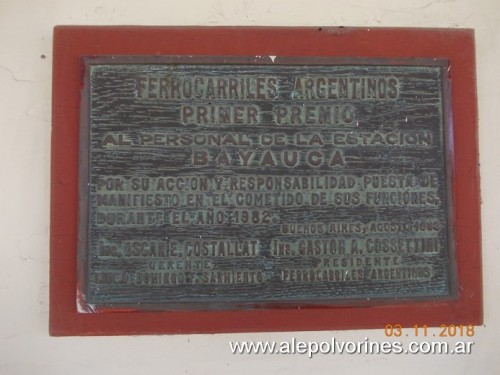 FERROCARRILES ARGENTINOS
PRIMER PREMIO
AL PERSONAL DE LA ESTACION
BAYAUCA
POR SU ACCION Y RESPONSABILIDAD PUESTA DE
MANIFIESTO EN EL COMETIDO DE SUS FUNCIONES,
DURANTE EL AÑO 1982.
BUENOS AIRES, AGOSTO
ING. OSCAR E. COSTALLAT ING. GASTON A. COSSETTINI
GERENTE PRESIDENTE
DOMINGO F. SARMIENTO FERROCARRILES ARGENTINOS
03 11 2018
www.alepolvorines.com.ar